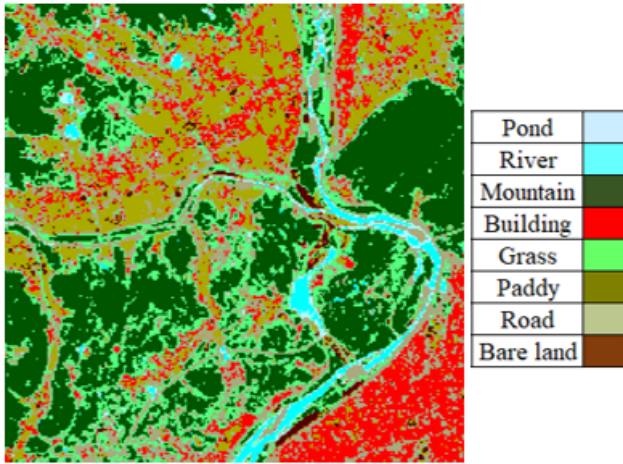 Pond
River
Mountain
Building
Grass
Paddy
Road
Bare land